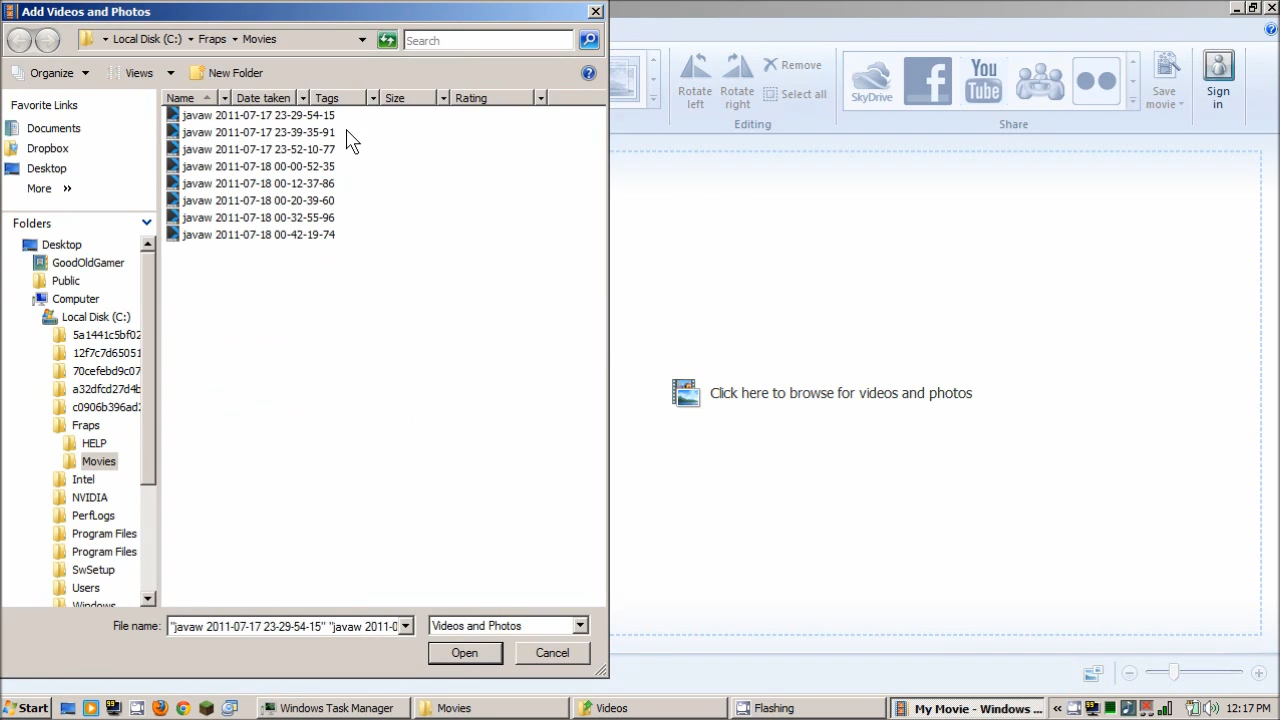 Add Videos and Photos
Local Disk (C:) Fraps Movies
Search
Organize Views New Folder
Favorite Links
Documents
Dropbox
Desktop
More »
Folders
Desktop
GoodOldGamer
Public
Computer
Local Disk (C:)
5a1441c5bf02
12f7c7d65051
70cefebd9c07
a32dfcd27d4b
c0906b396ad2
Fraps
HELP
Movies
Intel
NVIDIA
PerfLogs
Program Files
Program Files
SwSetup
Users
Windows
Name Date taken Tags Size Rating
javaw 2011-07-17 23-29-54-15
javaw 2011-07-17 23-39-35-91
javaw 2011-07-17 23-52-10-77
javaw 2011-07-18 00-00-52-35
javaw 2011-07-18 00-12-37-86
javaw 2011-07-18 00-20-39-60
javaw 2011-07-18 00-32-55-96
javaw 2011-07-18 00-42-19-74
File name: "javaw 2011-07-17 23-29-54-15" "javaw 2011-0
Videos and Photos
Open Cancel
Rotate left
Rotate right
Remove
Select all
Editing
SkyDrive
You Tube
Share
Save movie
Sign in
Click here to browse for videos and photos
Start
Windows Task Manager
Movies
Videos
Flashing
My Movie - Windows ...
«
12:17 PM